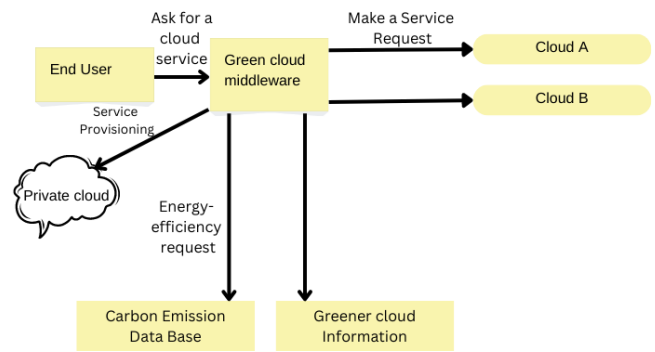 Ask for a
cloud
service
Make a Service
Request
End User
Green cloud
middleware
Cloud A
Cloud B
Service
Provisioning
Private cloud
Energy-
efficiency
request
Carbon Emission
Data Base
Greener cloud
Information